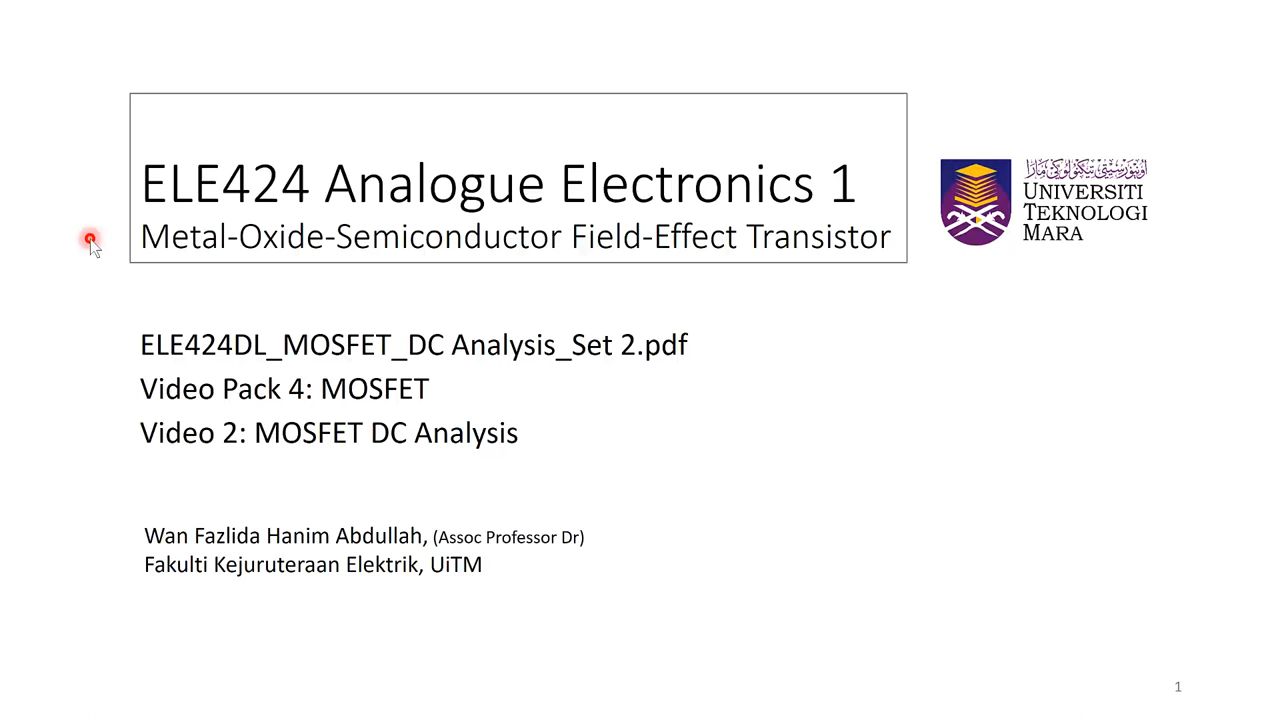 ELE424 Analogue Electronics 1
Metal-Oxide-Semiconductor Field-Effect Transistor
UNIVERSITI
TEKNOLOGI
MARA
ELE424DL_MOSFET_DC Analysis_Set 2.pdf
Video Pack 4: MOSFET
Video 2: MOSFET DC Analysis
Wan Fazlida Hanim Abdullah, (Assoc Professor Dr)
Fakulti Kejuruteraan Elektrik, UiTM
1